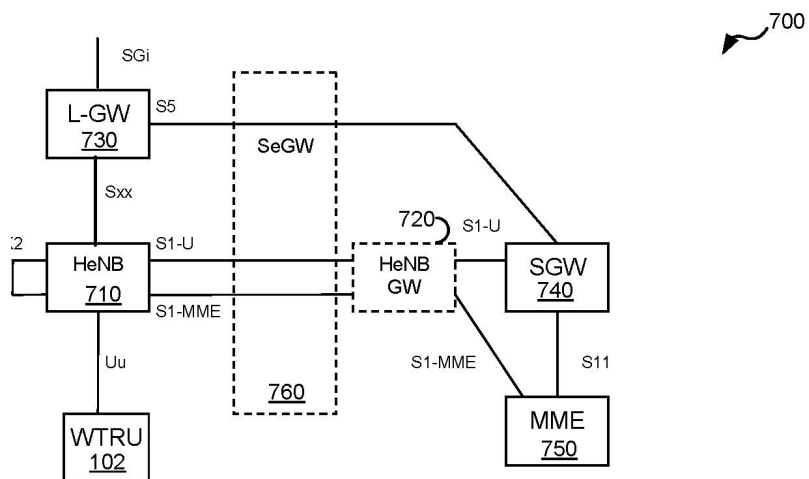 700
SGi
L-GW
730
S5
SeGW
Sxx
720
S1-U
S1-U
HeNB
710
HeNB
GW
SGW
740
S1-MME
Uu
S1-MME
S11
760
WTRU
102
MME
750